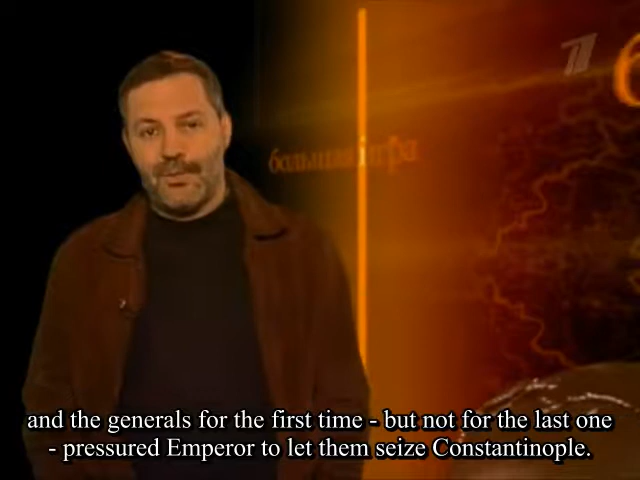 большая игра
and the generals for the first time - but not for the last one
- pressured Emperor to let them seize Constantinople.